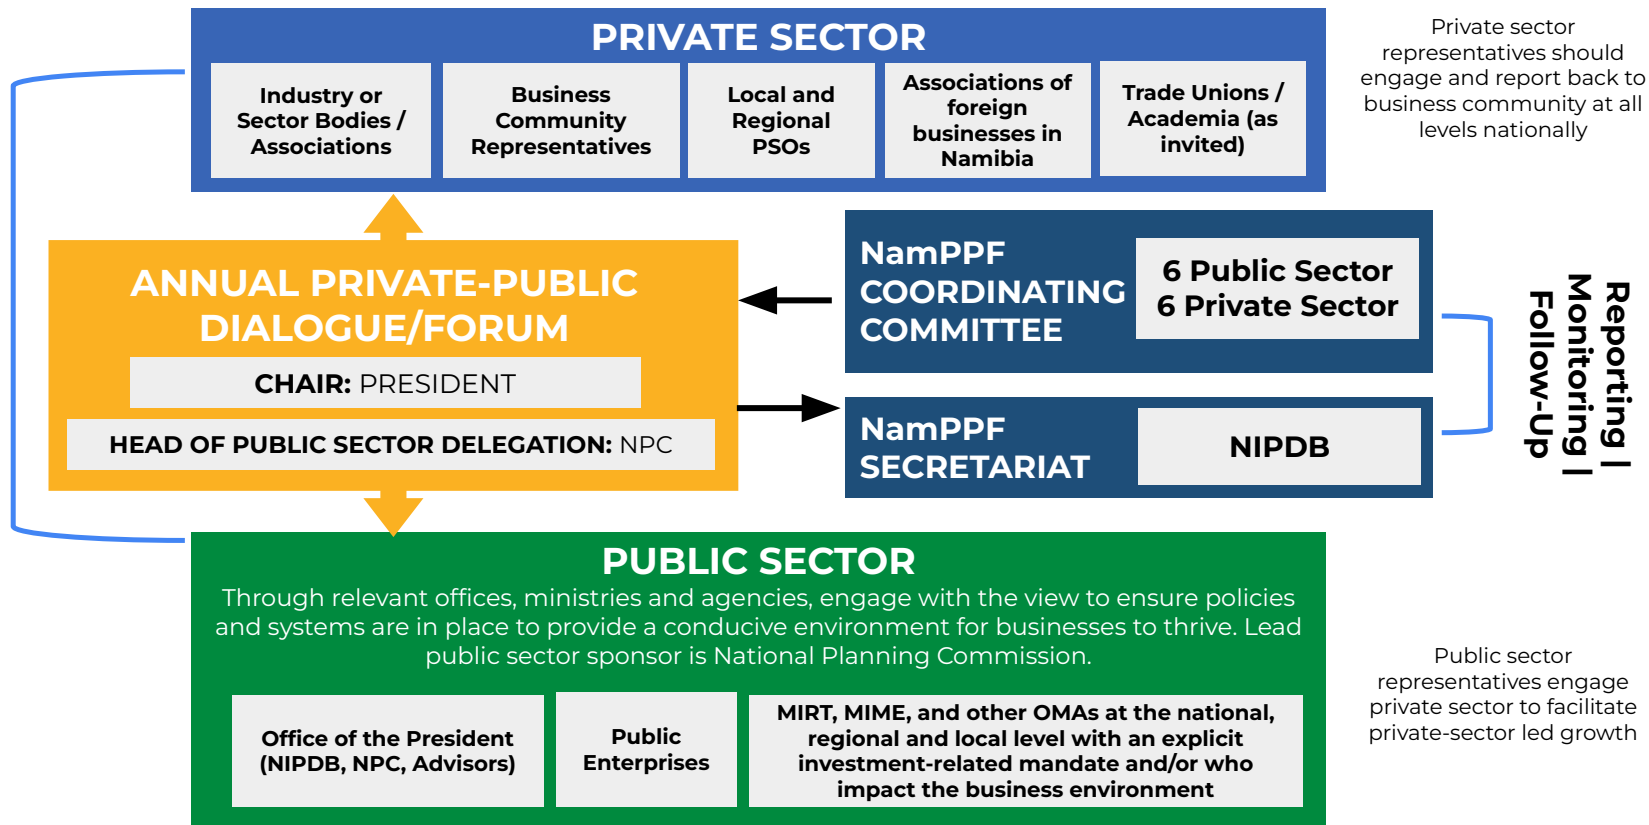 PRIVATE SECTOR
Industry or
Sector Bodies /
Associations
Business
Community
Representatives
Local and
Regional
PSOs
Associations of
foreign
businesses in
Namibia
Trade Unions /
Academia (as
invited)
Private sector
representatives should
engage and report back to
business community at all
levels nationally
ANNUAL PRIVATE-PUBLIC
DIALOGUE/FORUM
CHAIR: PRESIDENT
HEAD OF PUBLIC SECTOR DELEGATION: NPC
NamPPF
COORDINATING
COMMITTEE
6 Public Sector
6 Private Sector
NamPPF
SECRETARIAT
NIPDB
Reporting |
Monitoring |
Follow-Up
PUBLIC SECTOR
Through relevant offices, ministries and agencies, engage with the view to ensure policies
and systems are in place to provide a conducive environment for businesses to thrive. Lead
public sector sponsor is National Planning Commission.
Office of the President
(NIPDB, NPC, Advisors)
Public
Enterprises
MIRT, MIME, and other OMAs at the national,
regional and local level with an explicit
investment-related mandate and/or who
impact the business environment
Public sector
representatives engage
private sector to facilitate
private-sector led growth